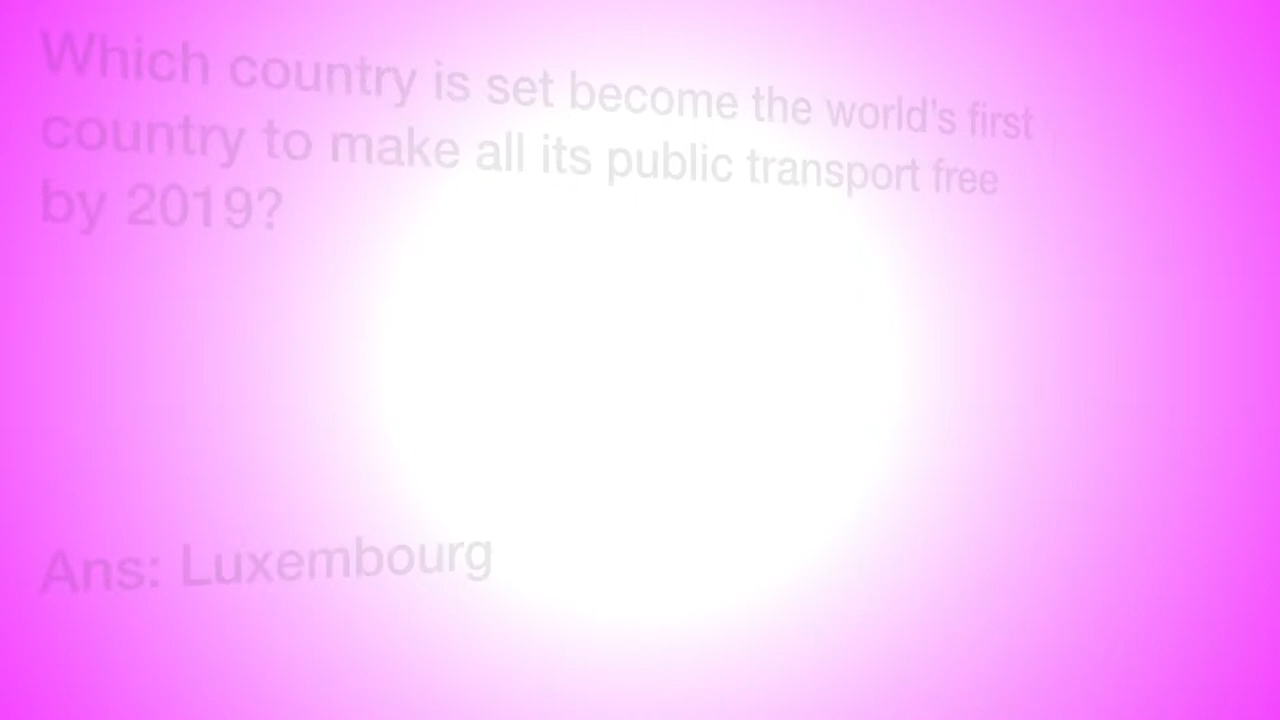 Which country is set become the world's first
country to make all its public transport free
by 2019?
Ans: Luxembourg